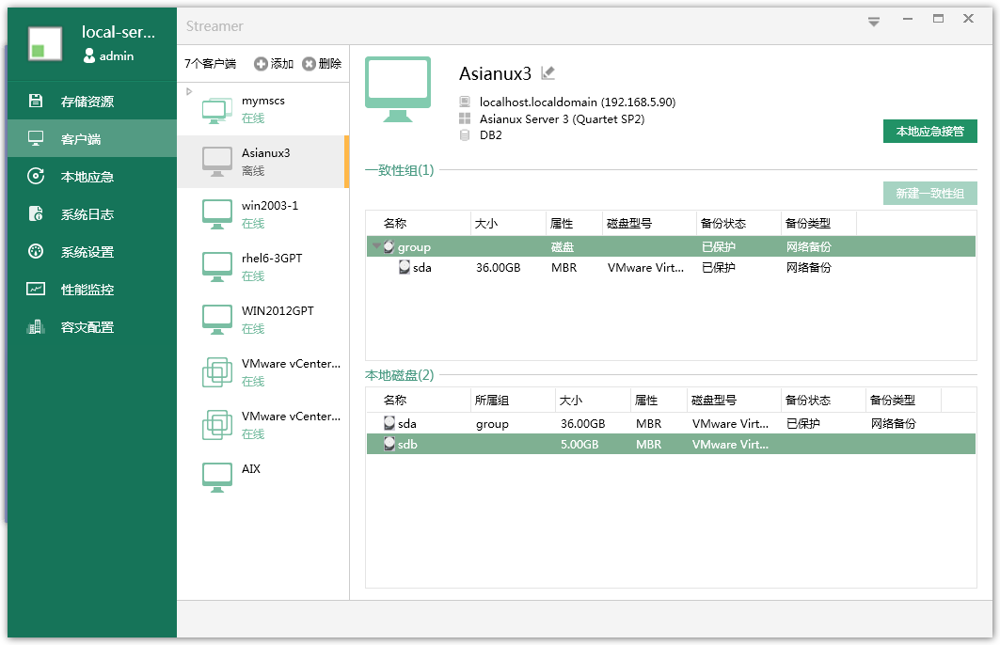 local-ser...
admin
存储资源
客户端
本地应急
系统日志
系统设置
性能监控
容灾配置
Streamer
7个客户端 添加 删除
mymscs
在线
Asianux3
离线
win2003-1
在线
rhel6-3GPT
在线
WIN2012GPT
在线
VMware vCenter...
在线
VMware vCenter...
在线
AIX
Asianux3
localhost.localdomain (192.168.5.90)
Asianux Server 3 (Quartet SP2)
DB2
本地应急接管
一致性组(1)
新建一致性组
名称 大小 属性 磁盘型号 备份状态 备份类型
group 磁盘 已保护 网络备份
sda 36.00GB MBR VMware Virt... 已保护 网络备份
本地磁盘(2)
名称 所属组 大小 属性 磁盘型号 备份状态 备份类型
sda group 36.00GB MBR VMware Virt... 已保护 网络备份
sdb 5.00GB MBR VMware Virt...